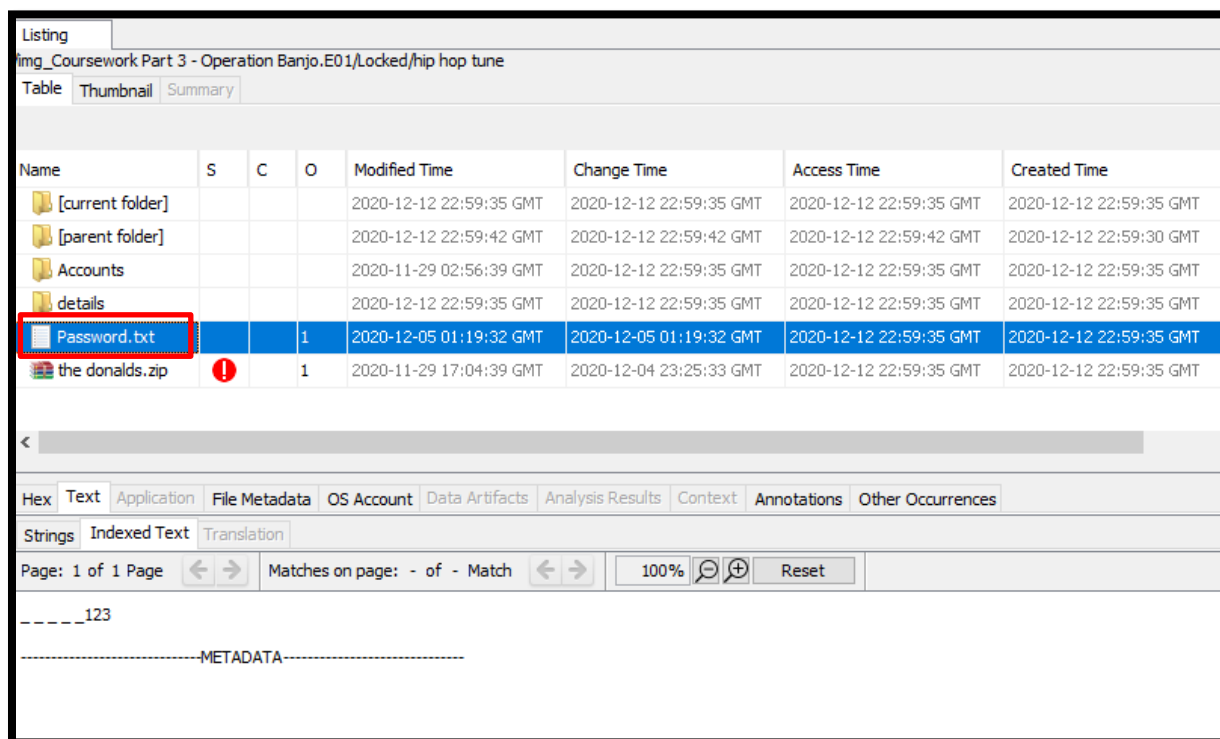 Listing
/img_Coursework Part 3 - Operation Banjo.E01/Locked/hip hop tune
Table Thumbnail Summary
Name S C O Modified Time Change Time Access Time Created Time
[current folder] 2020-12-12 22:59:35 GMT 2020-12-12 22:59:35 GMT 2020-12-12 22:59:35 GMT 2020-12-12 22:59:35 GMT
[parent folder] 2020-12-12 22:59:42 GMT 2020-12-12 22:59:42 GMT 2020-12-12 22:59:42 GMT 2020-12-12 22:59:30 GMT
Accounts 2020-11-29 02:56:39 GMT 2020-12-12 22:59:35 GMT 2020-12-12 22:59:35 GMT 2020-12-12 22:59:35 GMT
details 2020-12-12 22:59:35 GMT 2020-12-12 22:59:35 GMT 2020-12-12 22:59:35 GMT 2020-12-12 22:59:35 GMT
Password.txt 1 2020-12-05 01:19:32 GMT 2020-12-05 01:19:32 GMT 2020-12-12 22:59:35 GMT 2020-12-12 22:59:35 GMT
the donalds.zip 1 2020-11-29 17:04:39 GMT 2020-12-04 23:25:33 GMT 2020-12-12 22:59:35 GMT 2020-12-12 22:59:35 GMT
Hex Text Application File Metadata OS Account Data Artifacts Analysis Results Context Annotations Other Occurrences
Strings Indexed Text Translation
Page: 1 of 1 Page Matches on page: - of - Match 100% Reset
_ _ _ _ _123
------------------------------METADATA------------------------------